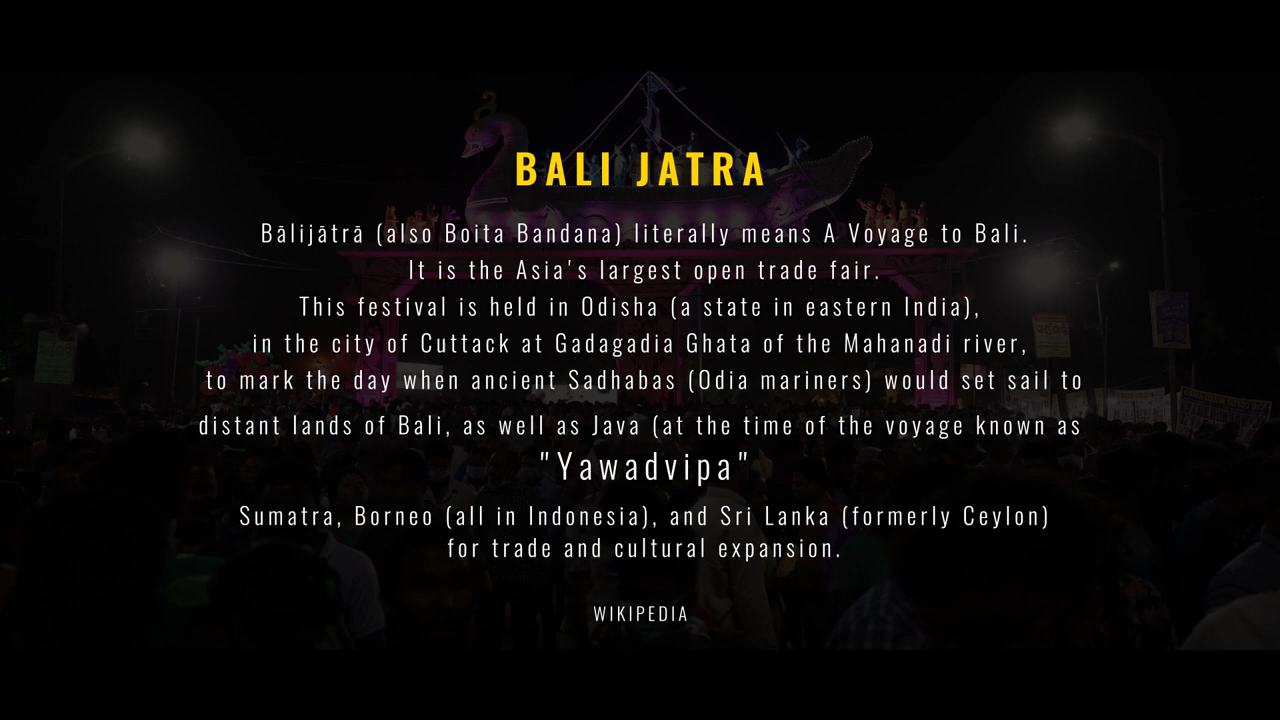 BALI JATRA
Bālijātrā (also Boita Bandana) literally means A Voyage to Bali.
It is the Asia's largest open trade fair.
This festival is held in Odisha (a state in eastern India),
in the city of Cuttack at Gadagadia Ghata of the Mahanadi river,
to mark the day when ancient Sadhabas (Odia mariners) would set sail to
distant lands of Bali, as well as Java (at the time of the voyage known as
"Yawadvipa"
Sumatra, Borneo (all in Indonesia), and Sri Lanka (formerly Ceylon)
for trade and cultural expansion.
WIKIPEDIA